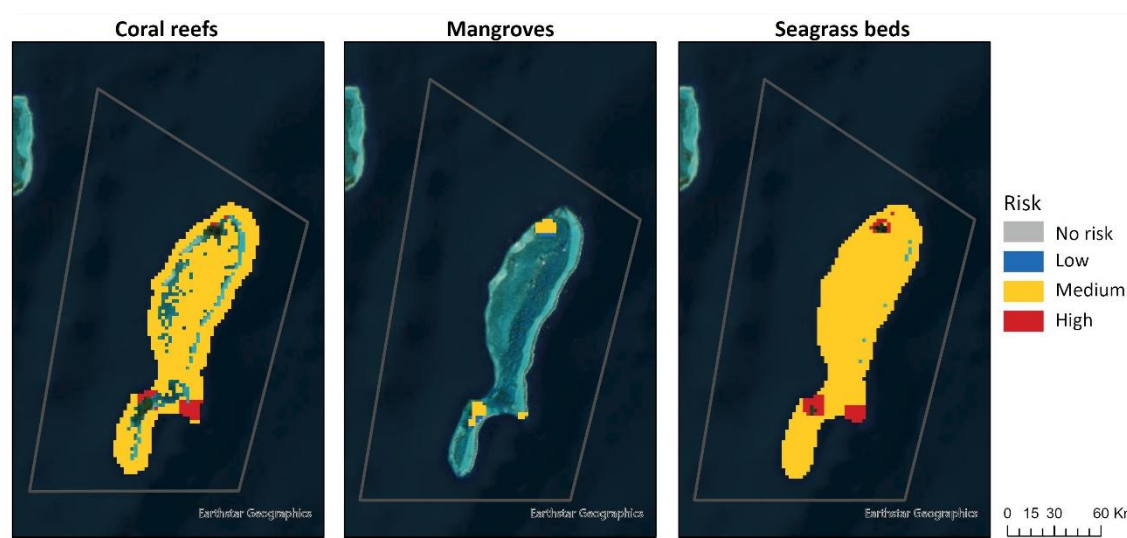 Coral reefs
Mangroves
Seagrass beds
Earthstar Geographics
Earthstar Geographics
Earthstar Geographics
Risk
No risk
Low
Medium
High
0 15 30 60 Km